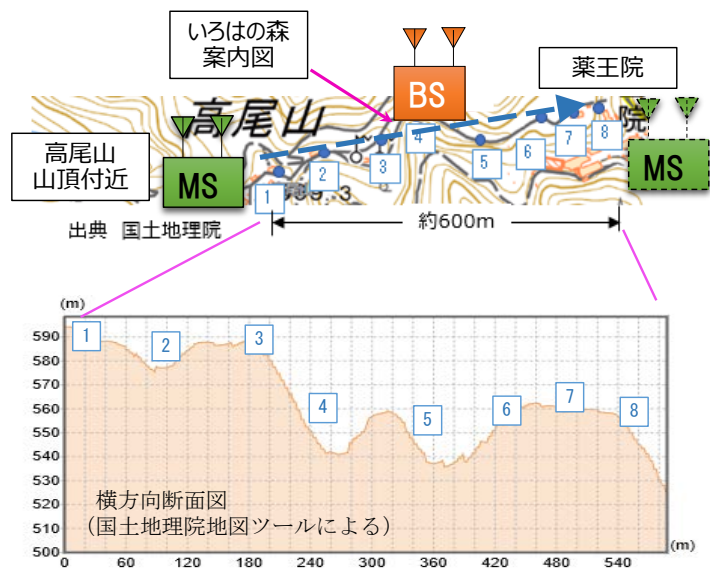 いろはの森
案内図
薬王院
BS
高尾山
院
高尾山
山頂付近
MS
MS
1
2
3
4
5
6
7
8
出典 国土地理院
約600m
(m)
590
580
570
560
550
540
530
520
510
500
1
2
3
4
5
6
7
8
横方向断面図
(国土地理院地図ツールによる)
0
60
120
180
240
300
360
420
480
540
(m)